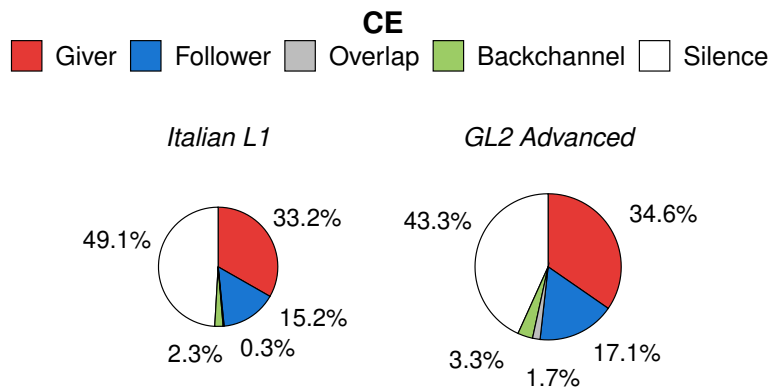 CE
Giver Follower Overlap Backchannel Silence
Italian L1 GL2 Advanced
49.1% 33.2% 43.3% 34.6%
2.3% 0.3% 15.2% 3.3% 1.7% 17.1%